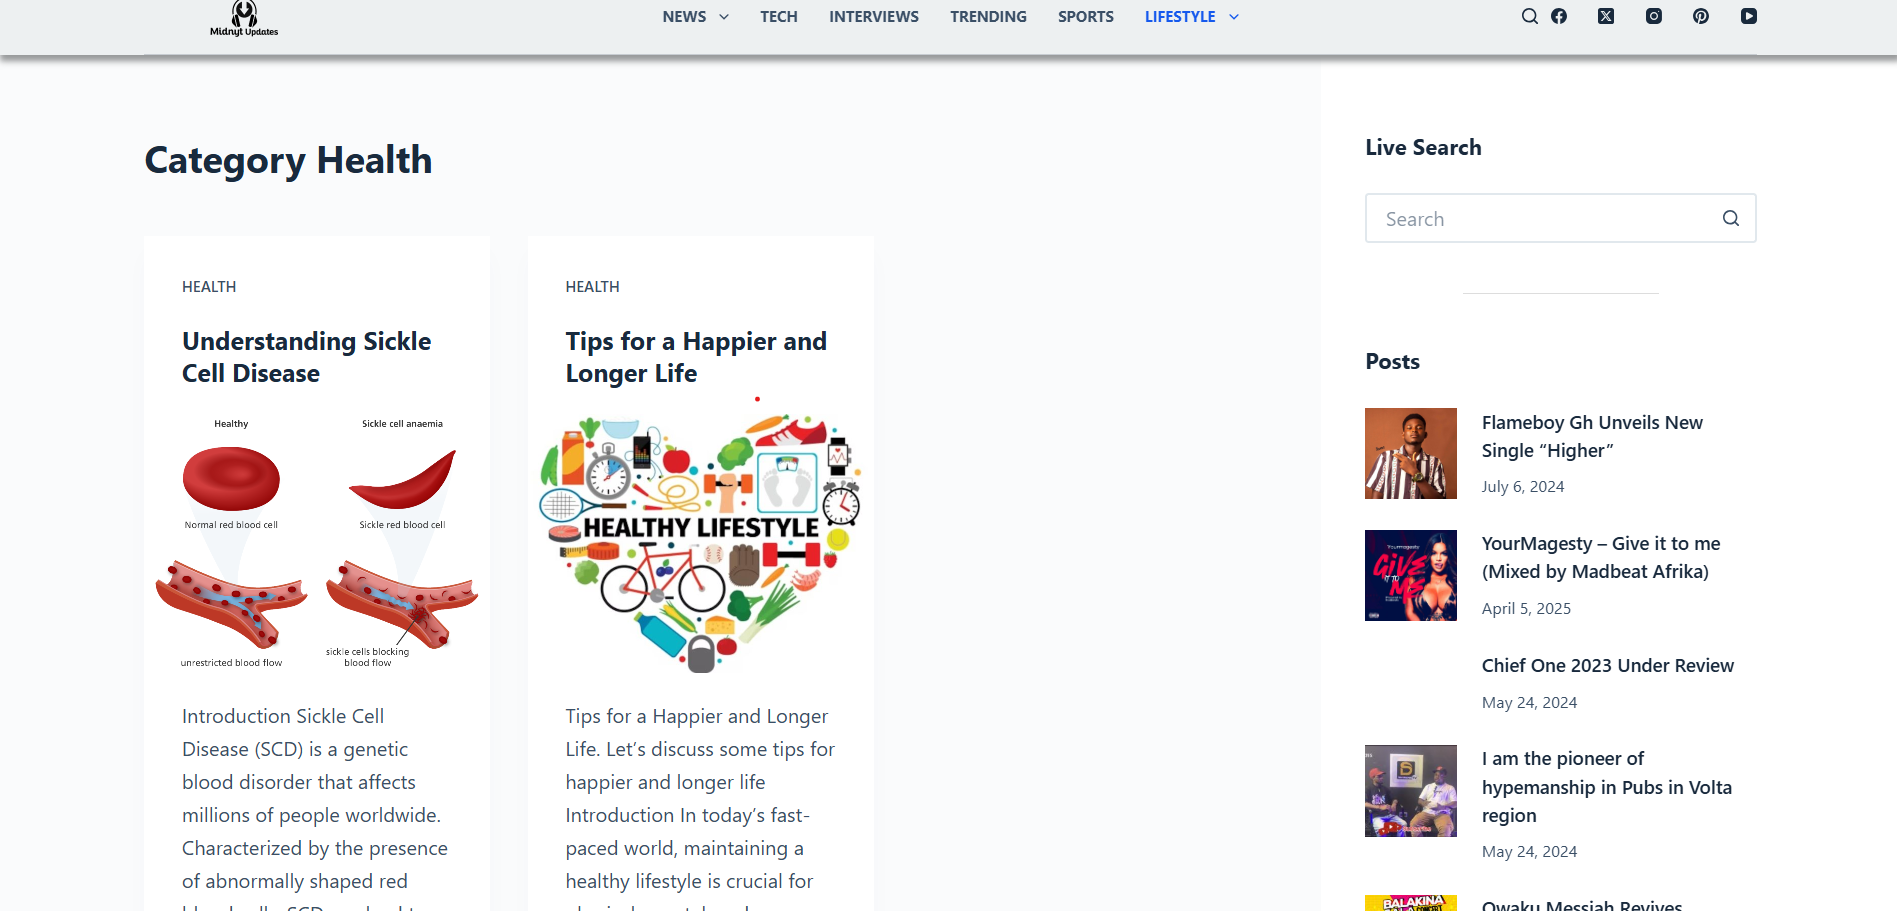 Midnyt Updates
NEWS
TECH
INTERVIEWS
TRENDING
SPORTS
LIFESTYLE
Category Health
HEALTH
Understanding Sickle
Cell Disease
Healthy
Sickle cell anaemia
Normal red blood cell
Sickle red blood cell
unrestricted blood flow
sickle cells blocking
blood flow
Introduction Sickle Cell
Disease (SCD) is a genetic
blood disorder that affects
millions of people worldwide.
Characterized by the presence
of abnormally shaped red
HEALTH
Tips for a Happier and
Longer Life
HEALTHY LIFESTYLE
Tips for a Happier and Longer
Life. Let’s discuss some tips for
happier and longer life
Introduction In today’s fast-
paced world, maintaining a
healthy lifestyle is crucial for
Live Search
Search
Posts
Flameboy Gh Unveils New
Single “Higher”
July 6, 2024
Yourmagesty
GIVE
IT TO
ME
YourMagesty – Give it to me
(Mixed by Madbeat Afrika)
April 5, 2025
Chief One 2023 Under Review
May 24, 2024
I am the pioneer of
hypemanship in Pubs in Volta
region
May 24, 2024
BALAKINA
Qwaku Messiah Revives